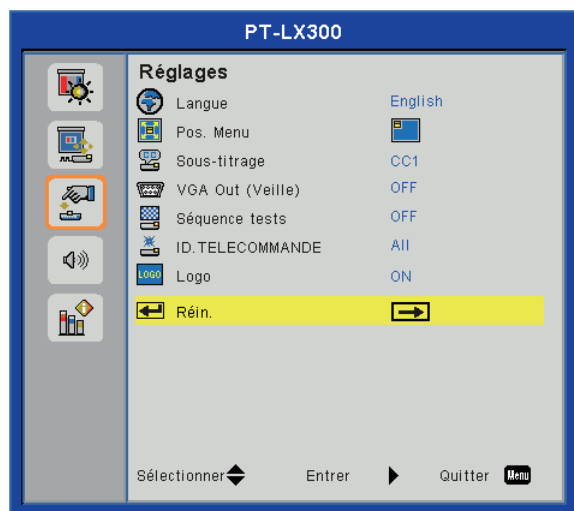 PT-LX300
Réglages
Langue English
Pos. Menu
CC Sous-titrage CC1
VGA Out (Veille) OFF
Séquence tests OFF
ID.TELECOMMANDE All
LOGO Logo ON
Réin.
Sélectionner Entrer Quitter Menu